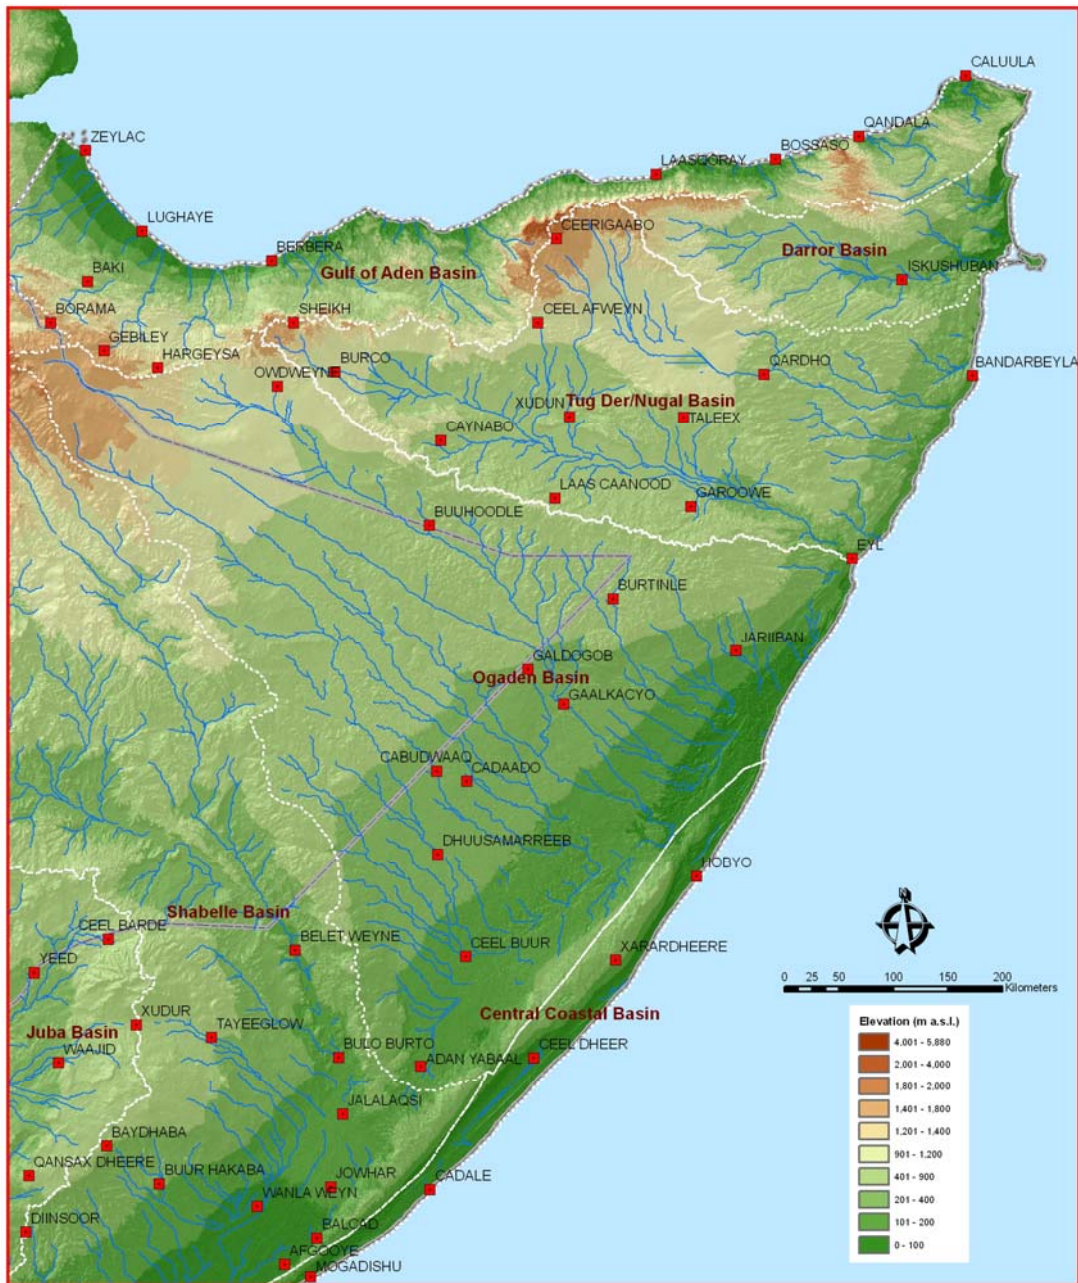 CALUULA
ZEYLAC
QANDALA
BOSSASO
LAASQORAY
LUGHAYE
CEERIGAABO
BERBERA
Gulf of Aden Basin
Darror Basin
ISKUSHUBAN
BAKI
BORAMA
SHEIKH
CEEL AFWEYN
GEBILEY
HARGEYSA
BURCO
OWDWEYNE
QARDHO
BANDARBEYLA
XUDUN
Tug Der/Nugal Basin
TALEEX
CAYNABO
LAAS CAANOOD
GAROOWE
BUUHOODLE
EYL
BURTINLE
JARIIBAN
GALDOGOB
Ogaden Basin
GAALKACYO
CABUDWAAQ
CADAADO
DHUUSAMARREEB
HOBYO
Shabelle Basin
CEEL BARDE
BELET WEYNE
CEEL BUUR
XARARDHEERE
YEED
N
0 25 50 100 150 200
Kilometers
XUDUR
TAYEEGLOW
Juba Basin
WAAJID
Central Coastal Basin
BULO BURTO
ADAN YABAAL
CEEL DHEER
JALALAQSI
BAYDHABA
QANSAX DHEERE
BUUR HAKABA
JOWHAR
CADALE
WANLA WEYN
DIINSOOR
BALCAD
AFGOOYE
MOGADISHU
Elevation (m a.s.l.)
4,001 - 5,880
2,001 - 4,000
1,801 - 2,000
1,401 - 1,800
1,201 - 1,400
901 - 1,200
401 - 900
201 - 400
101 - 200
0 - 100